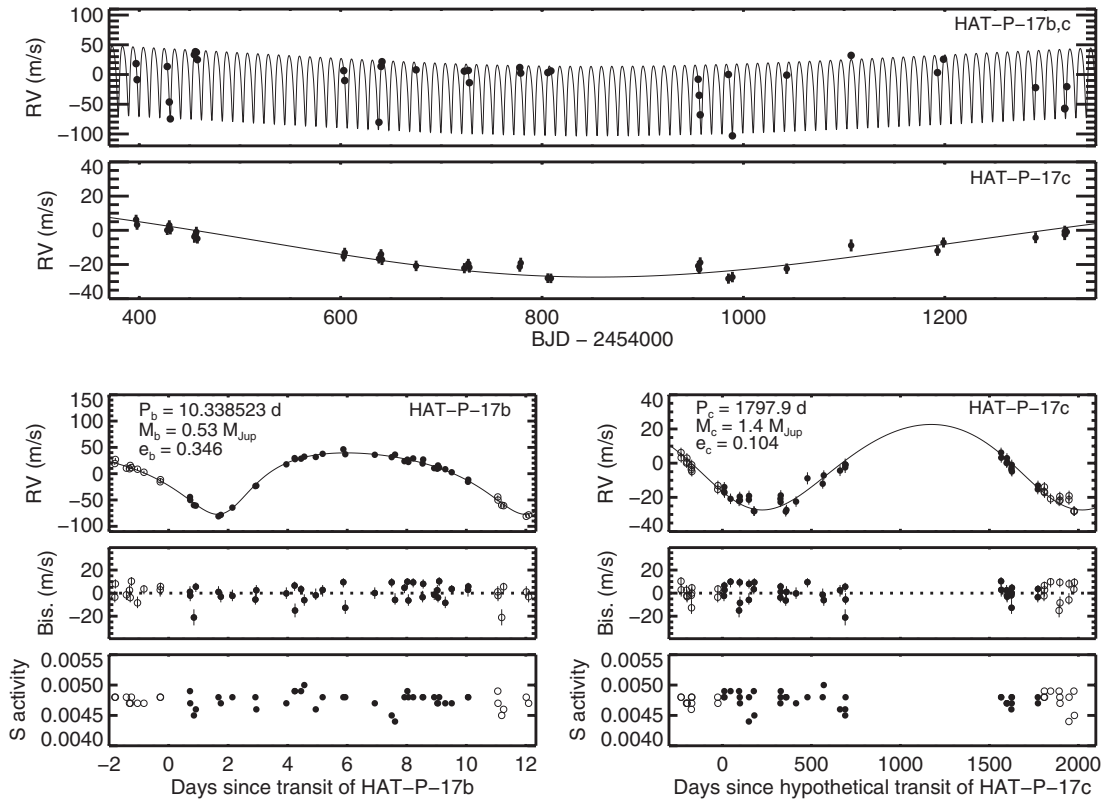 HAT−P−17b,c
RV (m/s)
100
50
0
−50
−100
HAT−P−17c
RV (m/s)
40
20
0
−20
−40
400 600 800 1000 1200
BJD − 2454000
P_b = 10.338523 d
M_b = 0.53 M_Jup
e_b = 0.346
HAT−P−17b
RV (m/s)
150
100
50
0
−50
−100
Bis. (m/s)
20
0
−20
S activity
0.0055
0.0050
0.0045
0.0040
−2 0 2 4 6 8 10 12
Days since transit of HAT−P−17b
P_c = 1797.9 d
M_c = 1.4 M_Jup
e_c = 0.104
HAT−P−17c
RV (m/s)
40
20
0
−20
−40
Bis. (m/s)
20
0
−20
S activity
0.0055
0.0050
0.0045
0.0040
0 500 1000 1500 2000
Days since hypothetical transit of HAT−P−17c